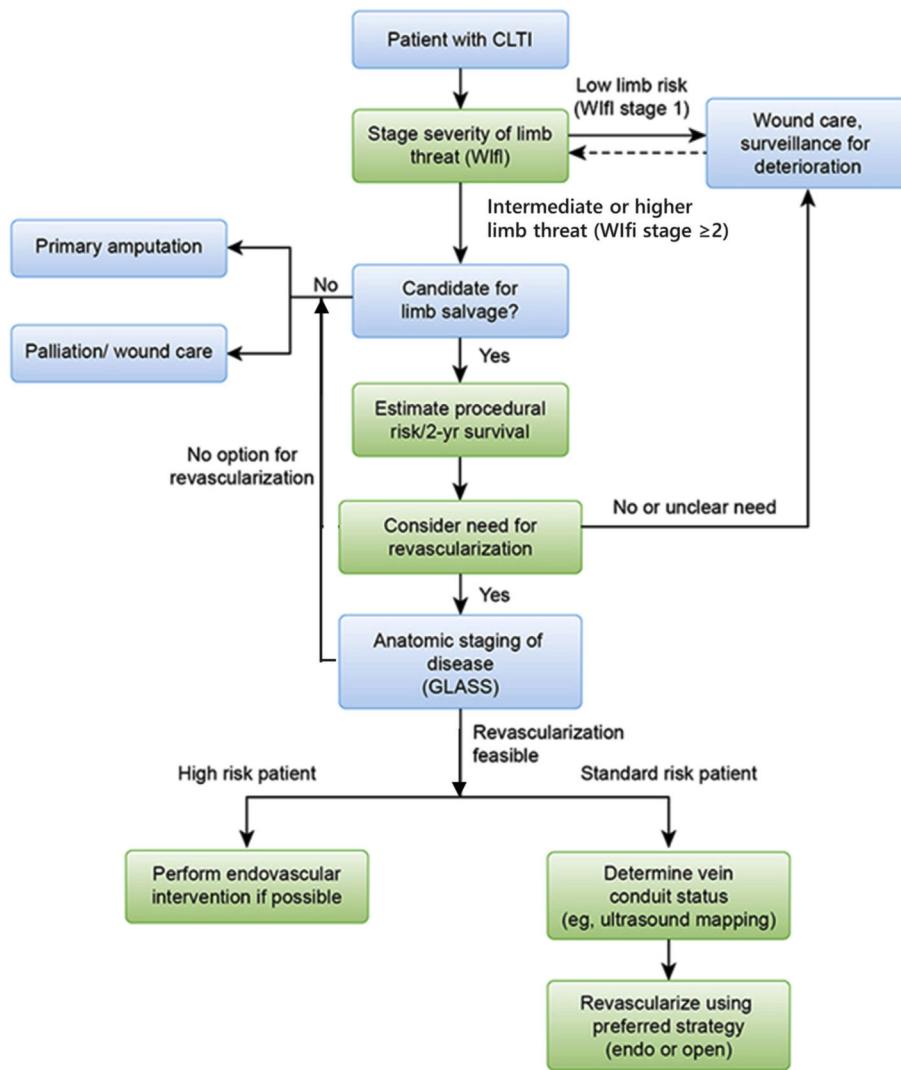 Patient with CLTI
Low limb risk
(WIfI stage 1)
Stage severity of limb
threat (WIfI)
Wound care,
surveillance for
deterioration
Intermediate or higher
limb threat (WIfi stage ≥2)
Primary amputation
No
Candidate for
limb salvage?
Palliation/ wound care
Yes
Estimate procedural
risk/2-yr survival
No option for
revascularization
Consider need for
revascularization
No or unclear need
Yes
Anatomic staging of
disease
(GLASS)
Revascularization
feasible
High risk patient
Standard risk patient
Perform endovascular
intervention if possible
Determine vein
conduit status
(eg, ultrasound mapping)
Revascularize using
preferred strategy
(endo or open)